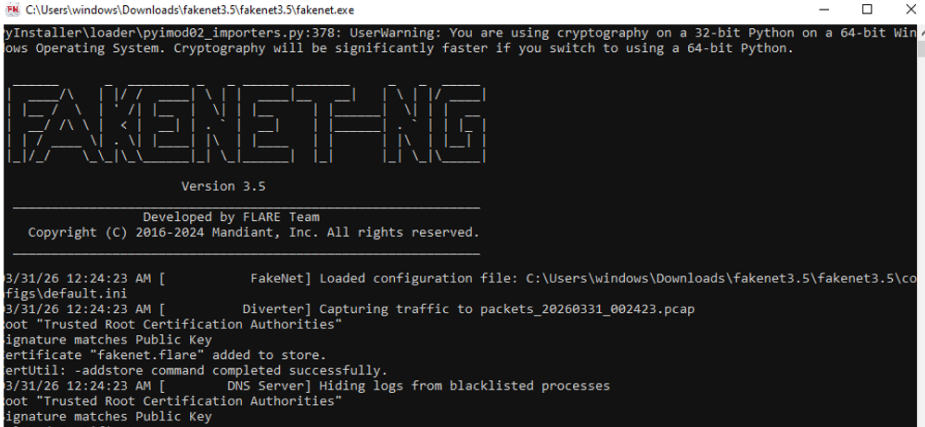 C:\Users\windows\Downloads\fakenet3.5\fakenet3.5\fakenet.exe
yInstaller\loader\pyimod02_importers.py:378: UserWarning: You are using cryptography on a 32-bit Python on a 64-bit Win
ows Operating System. Cryptography will be significantly faster if you switch to using a 64-bit Python.
FAKENET-NG
Version 3.5
Developed by FLARE Team
Copyright (C) 2016-2024 Mandiant, Inc. All rights reserved.
3/31/26 12:24:23 AM [ FakeNet] Loaded configuration file: C:\Users\windows\Downloads\fakenet3.5\fakenet3.5\co
figs\default.ini
3/31/26 12:24:23 AM [ Diverter] Capturing traffic to packets_20260331_002423.pcap
oot "Trusted Root Certification Authorities"
ignature matches Public Key
ertificate "fakenet.flare" added to store.
ertUtil: -addstore command completed successfully.
3/31/26 12:24:23 AM [ DNS Server] Hiding logs from blacklisted processes
oot "Trusted Root Certification Authorities"
ignature matches Public Key